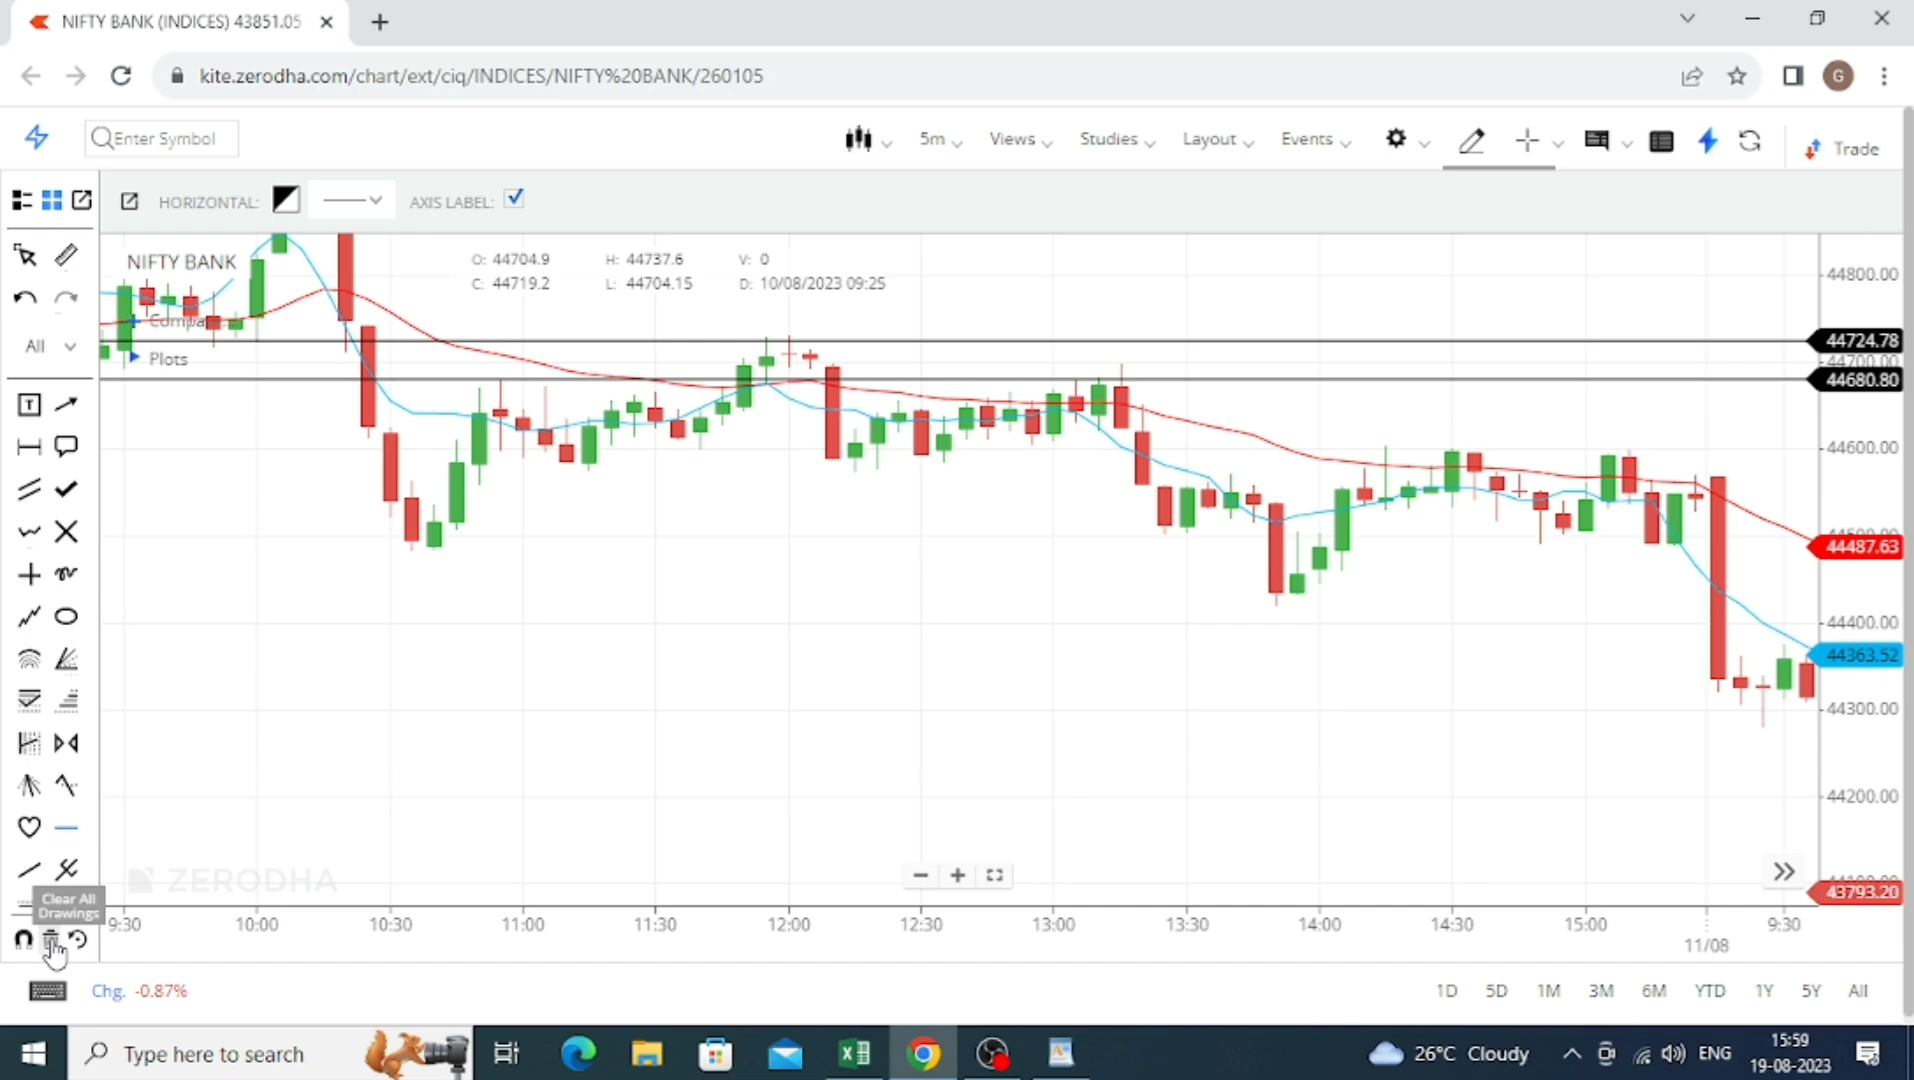 NIFTY BANK (INDICES) 43851.05
kite.zerodha.com/chart/ext/ciq/INDICES/NIFTY%20BANK/260105
G
Enter Symbol
5m
Views
Studies
Layout
Events
Trade
HORIZONTAL:
AXIS LABEL:
NIFTY BANK
O: 44704.9 H: 44737.6 V: 0
C: 44719.2 L: 44704.15 D: 10/08/2023 09:25
All
Plots
T
44800.00
44724.78
44700.00
44680.80
44600.00
44487.63
44400.00
44363.52
44300.00
44200.00
43793.20
ZERODHA
Clear All
Drawings
9:30 10:00 10:30 11:00 11:30 12:00 12:30 13:00 13:30 14:00 14:30 15:00 9:30
11/08
Chg. -0.87%
1D 5D 1M 3M 6M YTD 1Y 5Y All
Type here to search
26°C Cloudy
ENG
15:59
19-08-2023